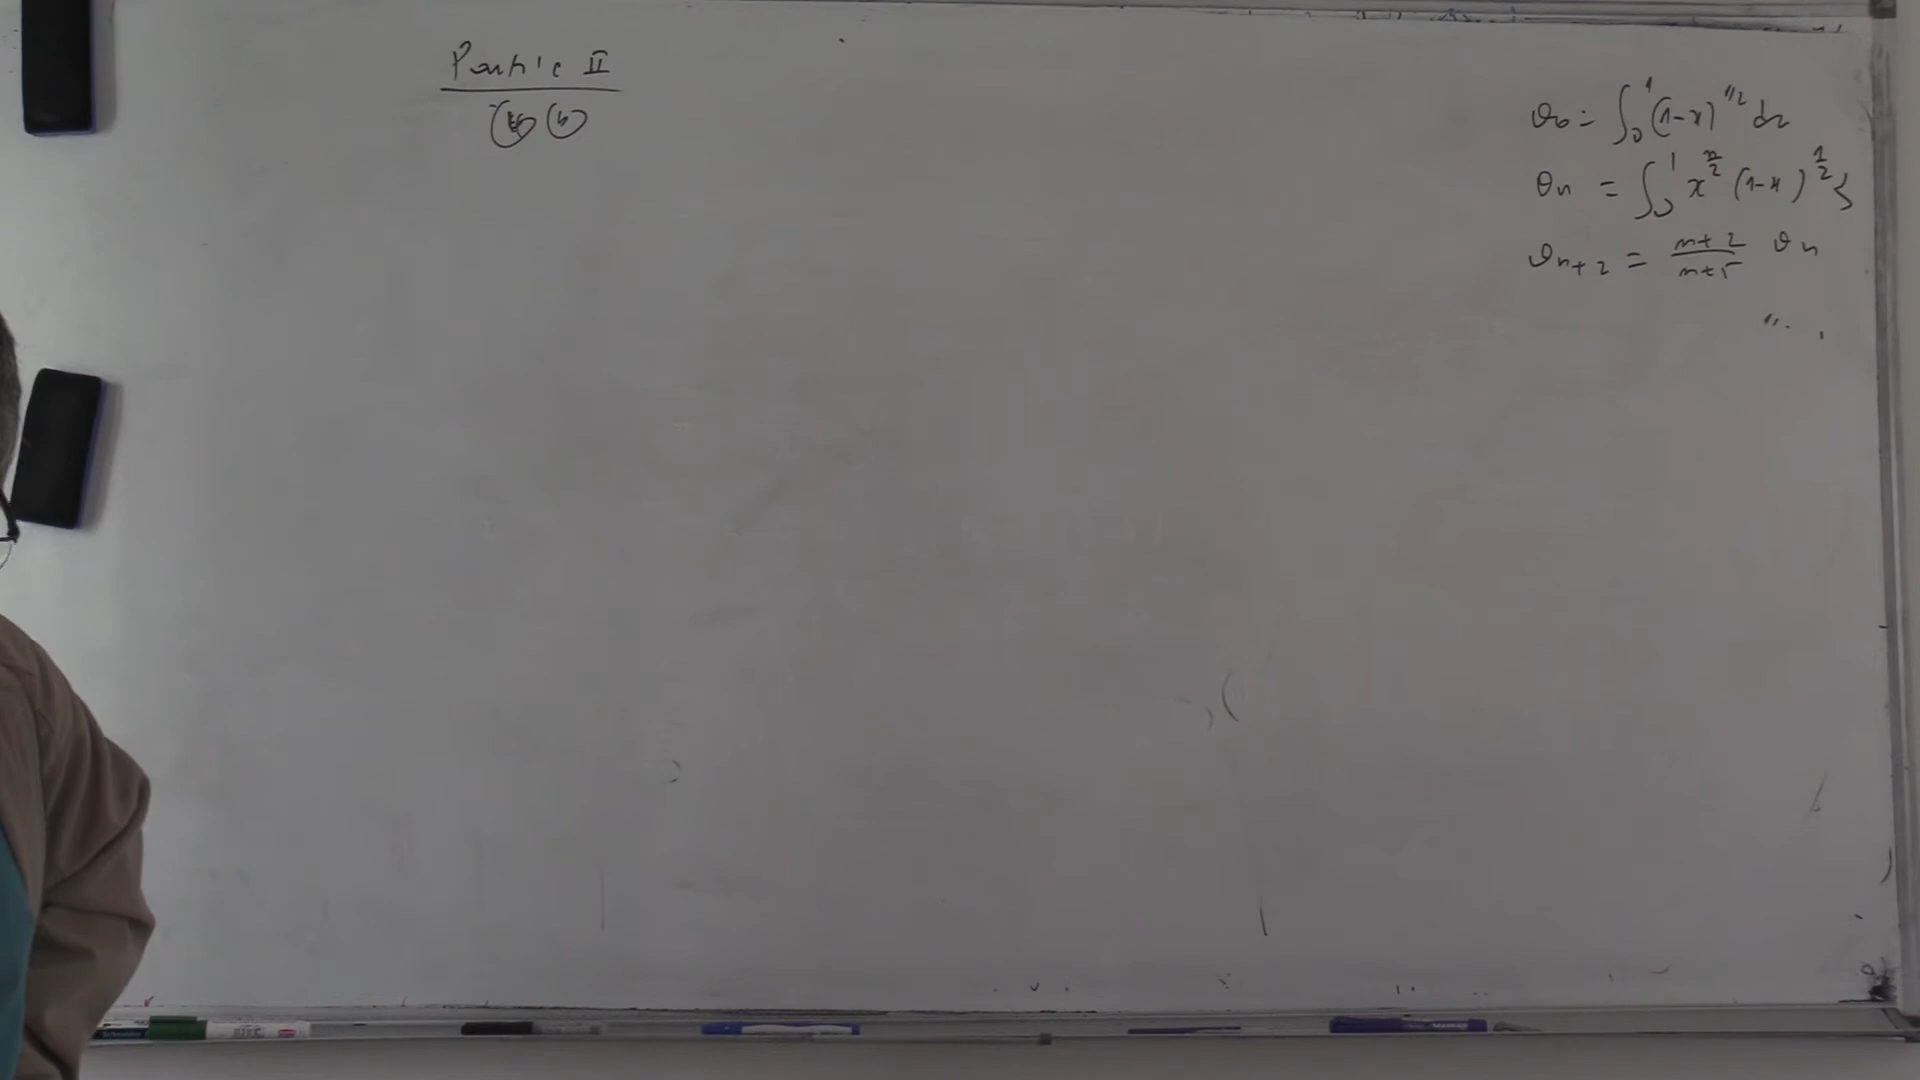 Partie II
θ₀ = ∫₀¹ (1-x)^{1/2} dx
θn = ∫₀¹ x^{n/2} (1-x)^{1/2}
θn+2 = \frac{n+2}{n+5} θn